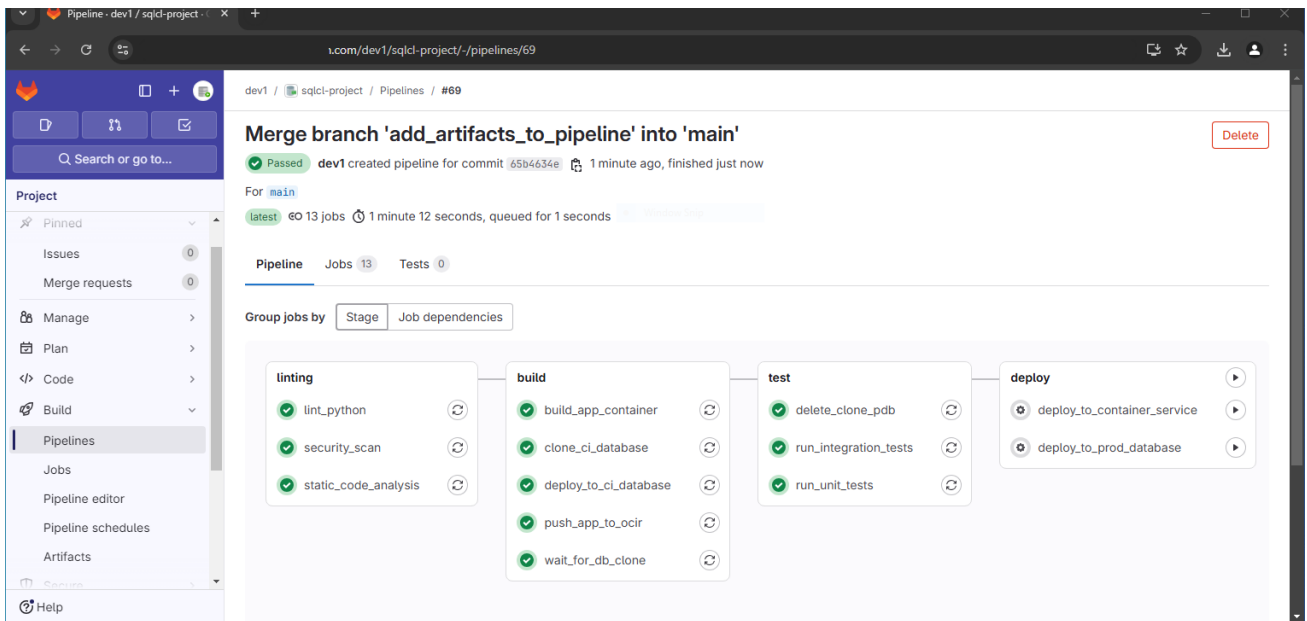 Pipeline · dev1 / sqlcl-project ·
.com/dev1/sqlcl-project/-/pipelines/69
dev1 / sqlcl-project / Pipelines / #69
Search or go to...
Project
Pinned
Issues 0
Merge requests 0
Manage
Plan
Code
Build
Pipelines
Jobs
Pipeline editor
Pipeline schedules
Artifacts
Secure
Help
Merge branch 'add_artifacts_to_pipeline' into 'main'
Delete
Passed dev1 created pipeline for commit 65b4634e 1 minute ago, finished just now
For main
latest 13 jobs 1 minute 12 seconds, queued for 1 seconds
Pipeline Jobs 13 Tests 0
Group jobs by Stage Job dependencies
linting
lint_python
security_scan
static_code_analysis
build
build_app_container
clone_ci_database
deploy_to_ci_database
push_app_to_ocir
wait_for_db_clone
test
delete_clone_pdb
run_integration_tests
run_unit_tests
deploy
deploy_to_container_service
deploy_to_prod_database